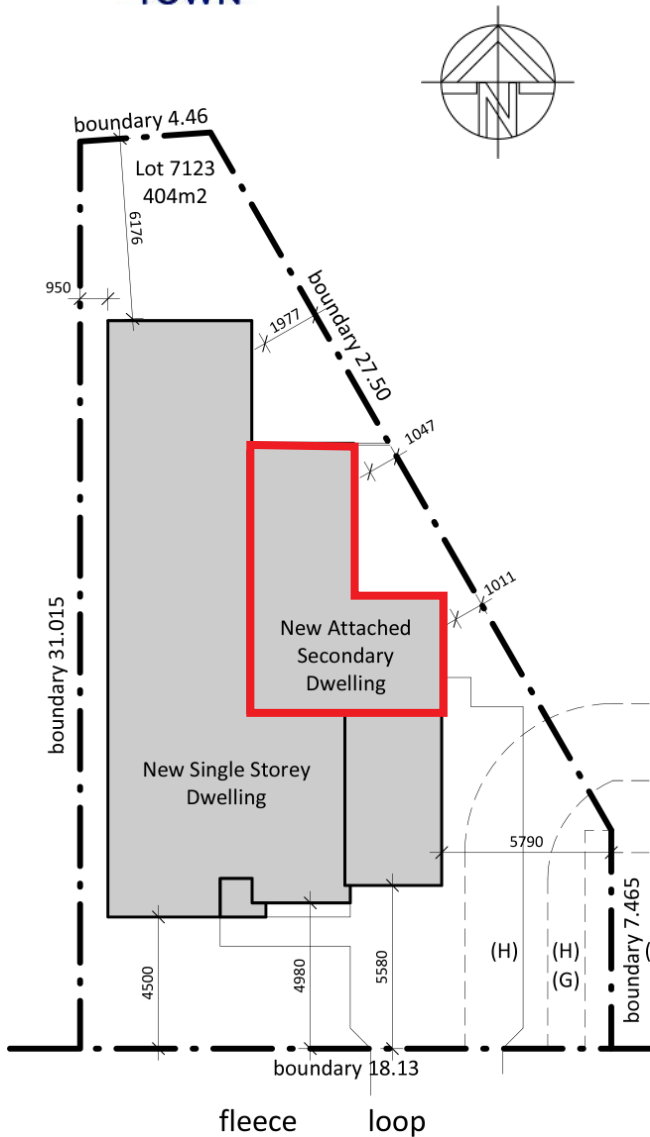 TOWN
N
boundary 4.46
Lot 7123
404m2
6176
950
1977
boundary 27.50
1047
1011
boundary 31.015
New Attached
Secondary
Dwelling
New Single Storey
Dwelling
5790
4500
4980
5580
(H)
(H)
(G)
(
boundary 7.465
boundary 18.13
fleece loop